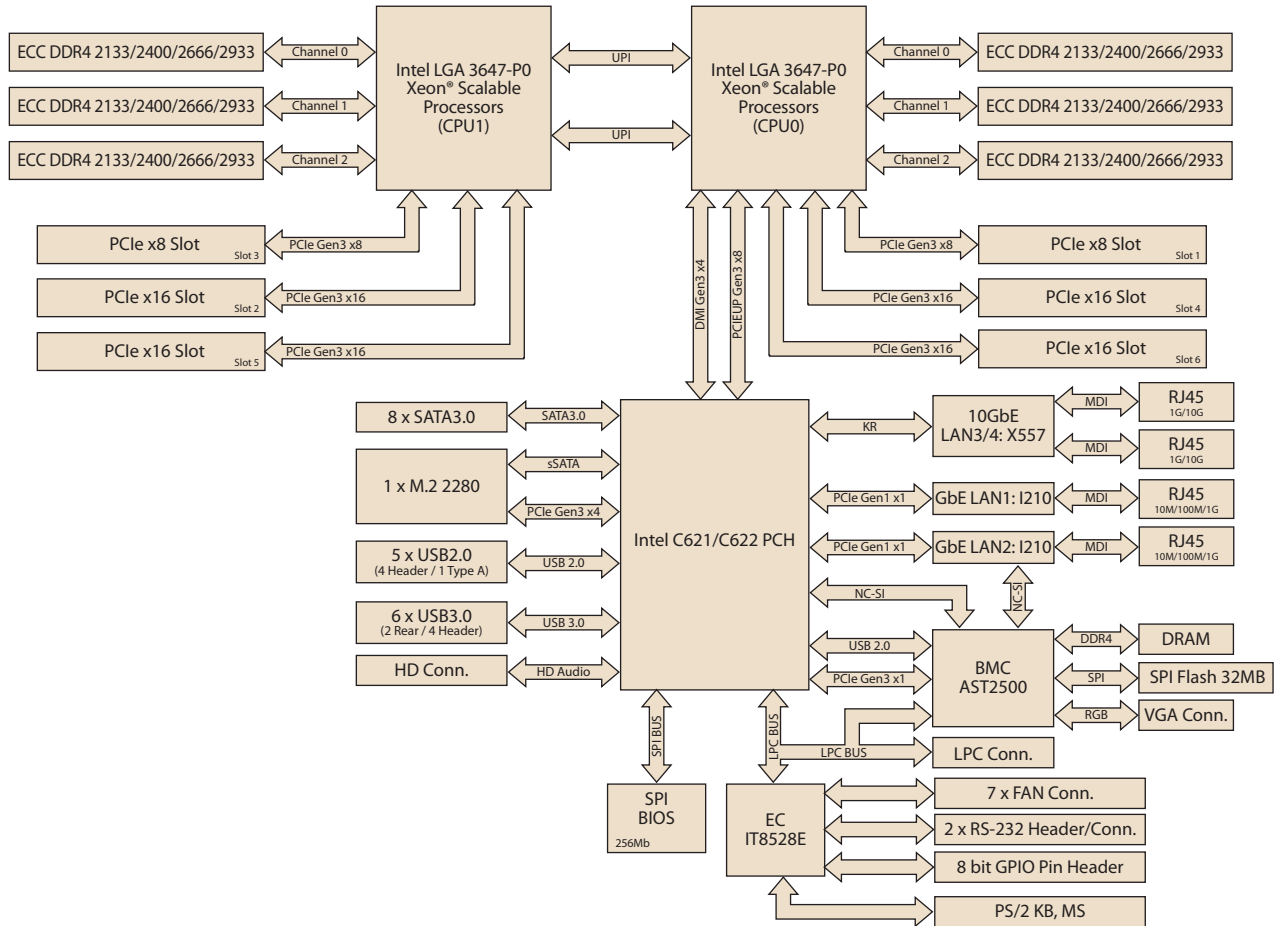 ECC DDR4 2133/2400/2666/2933
Channel 0
Intel LGA 3647-P0
Xeon® Scalable
Processors
(CPU1)
UPI
Intel LGA 3647-P0
Xeon® Scalable
Processors
(CPU0)
Channel 0
ECC DDR4 2133/2400/2666/2933
ECC DDR4 2133/2400/2666/2933
Channel 1
Channel 1
ECC DDR4 2133/2400/2666/2933
ECC DDR4 2133/2400/2666/2933
Channel 2
UPI
Channel 2
ECC DDR4 2133/2400/2666/2933
PCIe x8 Slot
Slot 3
PCIe Gen3 x8
PCIe x16 Slot
Slot 2
PCIe Gen3 x16
PCIe x16 Slot
Slot 5
PCIe Gen3 x16
DMI Gen3 x4
PCIEUP Gen3 x8
PCIe Gen3 x8
PCIe x8 Slot
Slot 1
PCIe Gen3 x16
PCIe x16 Slot
Slot 4
PCIe Gen3 x16
PCIe x16 Slot
Slot 6
8 x SATA3.0
SATA3.0
1 x M.2 2280
sSATA
PCIe Gen3 x4
5 x USB2.0
(4 Header / 1 Type A)
USB 2.0
6 x USB3.0
(2 Rear / 4 Header)
USB 3.0
HD Conn.
HD Audio
Intel C621/C622 PCH
KR
10GbE
LAN3/4: X557
MDI
RJ45
1G/10G
MDI
RJ45
1G/10G
PCIe Gen1 x1
GbE LAN1: I210
MDI
RJ45
10M/100M/1G
PCIe Gen1 x1
GbE LAN2: I210
MDI
RJ45
10M/100M/1G
NC-SI
NC-SI
USB 2.0
PCIe Gen3 x1
BMC
AST2500
DDR4
DRAM
SPI
SPI Flash 32MB
RGB
VGA Conn.
SPI BUS
LPC BUS
LPC BUS
LPC Conn.
SPI
BIOS
256Mb
EC
IT8528E
7 x FAN Conn.
2 x RS-232 Header/Conn.
8 bit GPIO Pin Header
PS/2 KB, MS